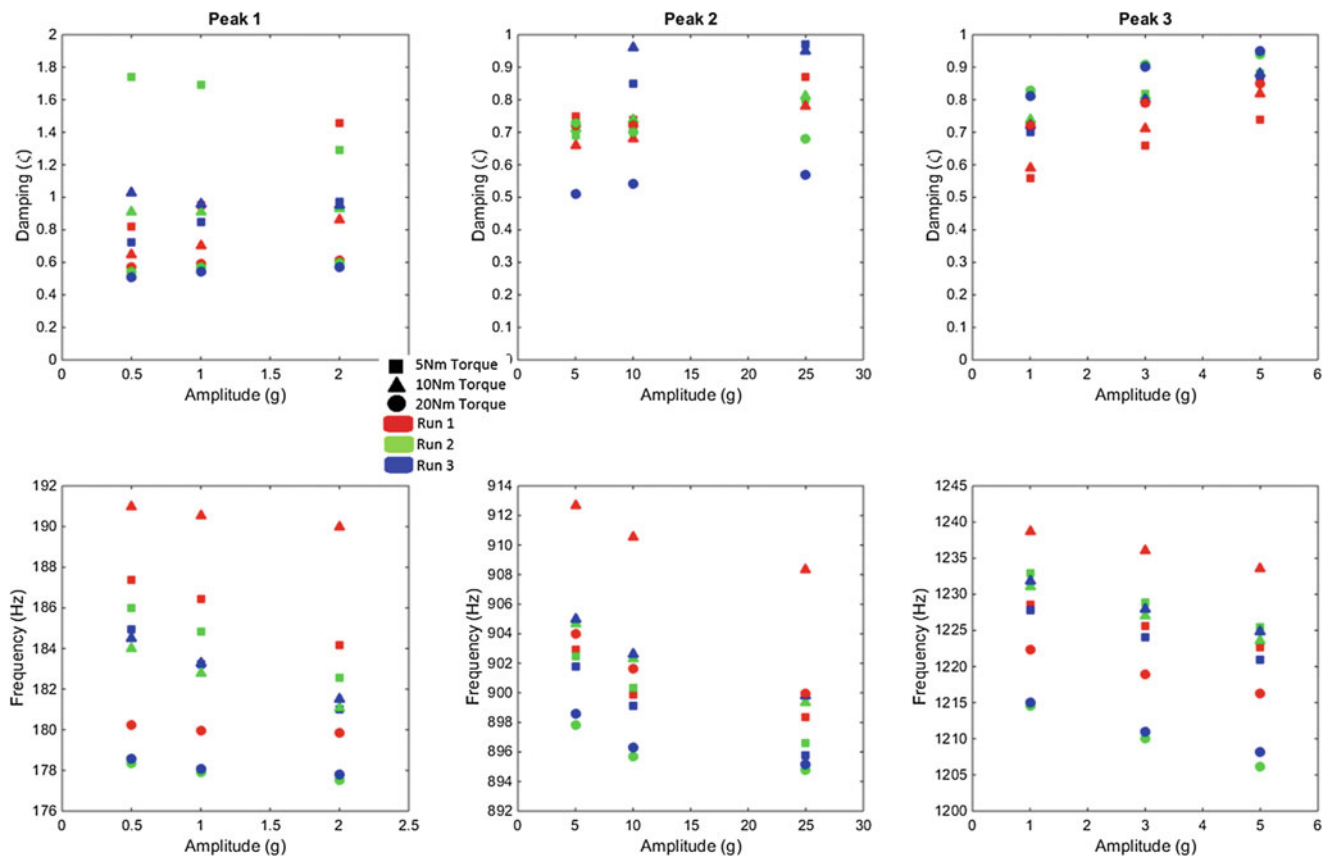 Peak 1
Peak 2
Peak 3
2
1.8
1.6
1.4
1.2
1
0.8
0.6
0.4
0.2
0
Damping (ζ)
0 0.5 1 2 2.5
Amplitude (g)
1
0.9
0.8
0.7
0.6
0.5
0.4
0.3
0.2
0.1
0
Damping (ζ)
0 5 10 15 20 25 30
Amplitude (g)
1
0.9
0.8
0.7
0.6
0.5
0.4
0.3
0.2
0.1
0
Damping (ζ)
0 1 2 3 4 5 6
Amplitude (g)
5Nm Torque
10Nm Torque
20Nm Torque
Run 1
Run 2
Run 3
192
190
188
186
184
182
180
178
176
Frequency (Hz)
0 0.5 1 1.5 2 2.5
Amplitude (g)
914
912
910
908
906
904
902
900
898
896
894
892
Frequency (Hz)
0 5 10 15 20 25 30
Amplitude (g)
1245
1240
1235
1230
1225
1220
1215
1210
1205
1200
Frequency (Hz)
0 1 2 3 4 5 6
Amplitude (g)